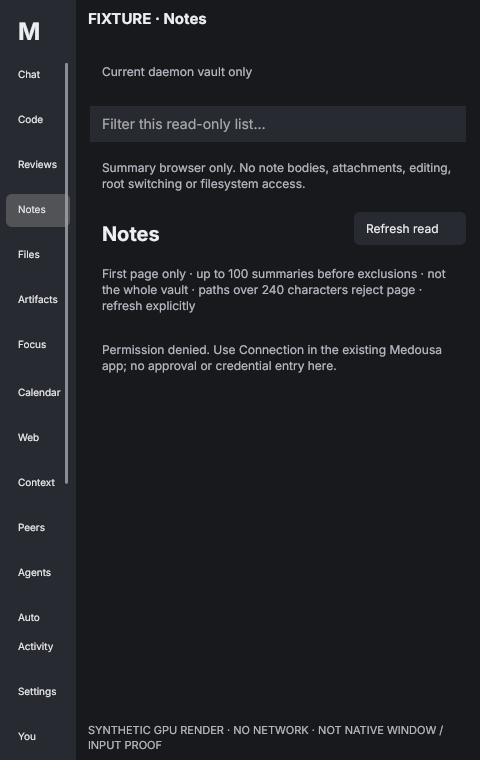 M
Chat
Code
Reviews
Notes
Files
Artifacts
Focus
Calendar
Web
Context
Peers
Agents
Auto
Activity
Settings
You
FIXTURE · Notes
Current daemon vault only
Filter this read-only list...
Summary browser only. No note bodies, attachments, editing,
root switching or filesystem access.
Notes
Refresh read
First page only · up to 100 summaries before exclusions · not
the whole vault · paths over 240 characters reject page ·
refresh explicitly
Permission denied. Use Connection in the existing Medousa
app; no approval or credential entry here.
SYNTHETIC GPU RENDER · NO NETWORK · NOT NATIVE WINDOW /
INPUT PROOF